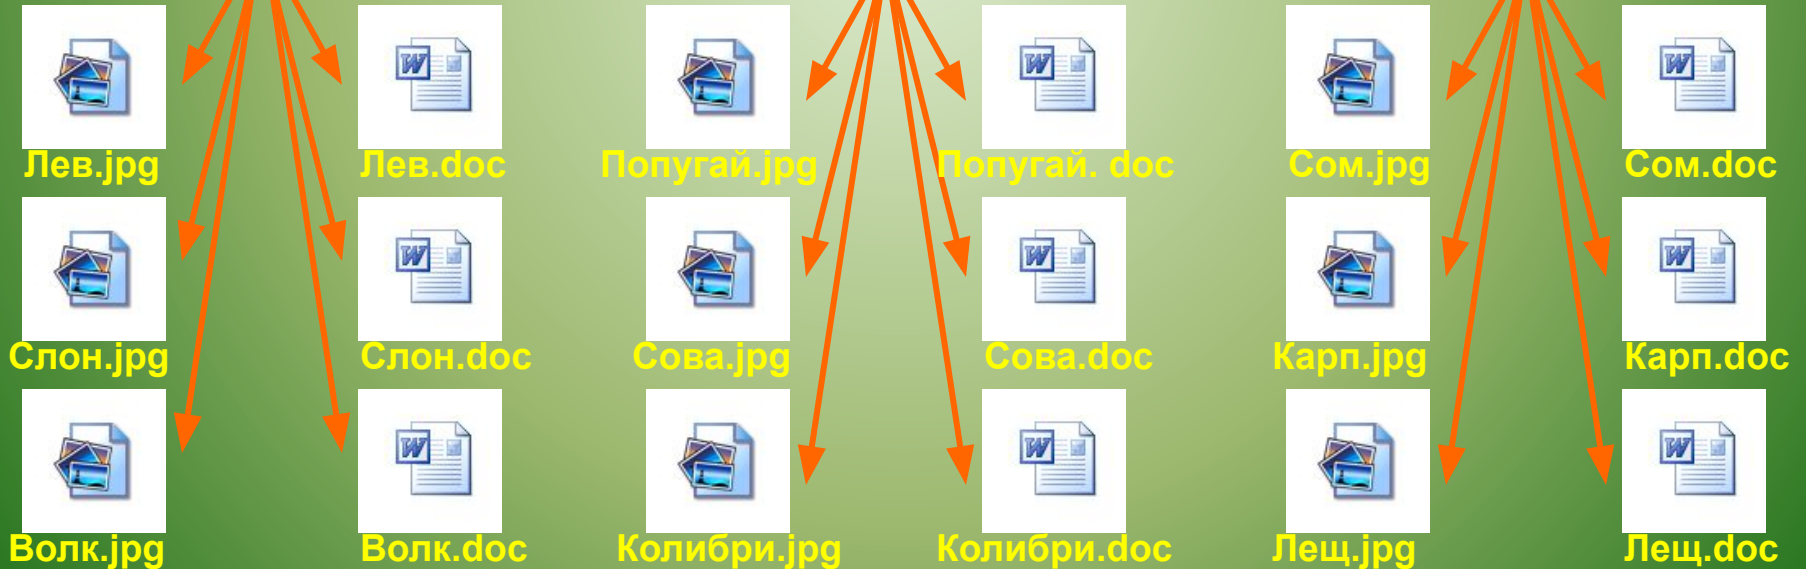 Лев.jpg Лев.doc Попугай.jpg Попугай. doc Сом.jpg Сом.doc
Слон.jpg Слон.doc Сова.jpg Сова.doc Карп.jpg Карп.doc
Волк.jpg Волк.doc Колибри.jpg Колибри.doc Лещ.jpg Лещ.doc